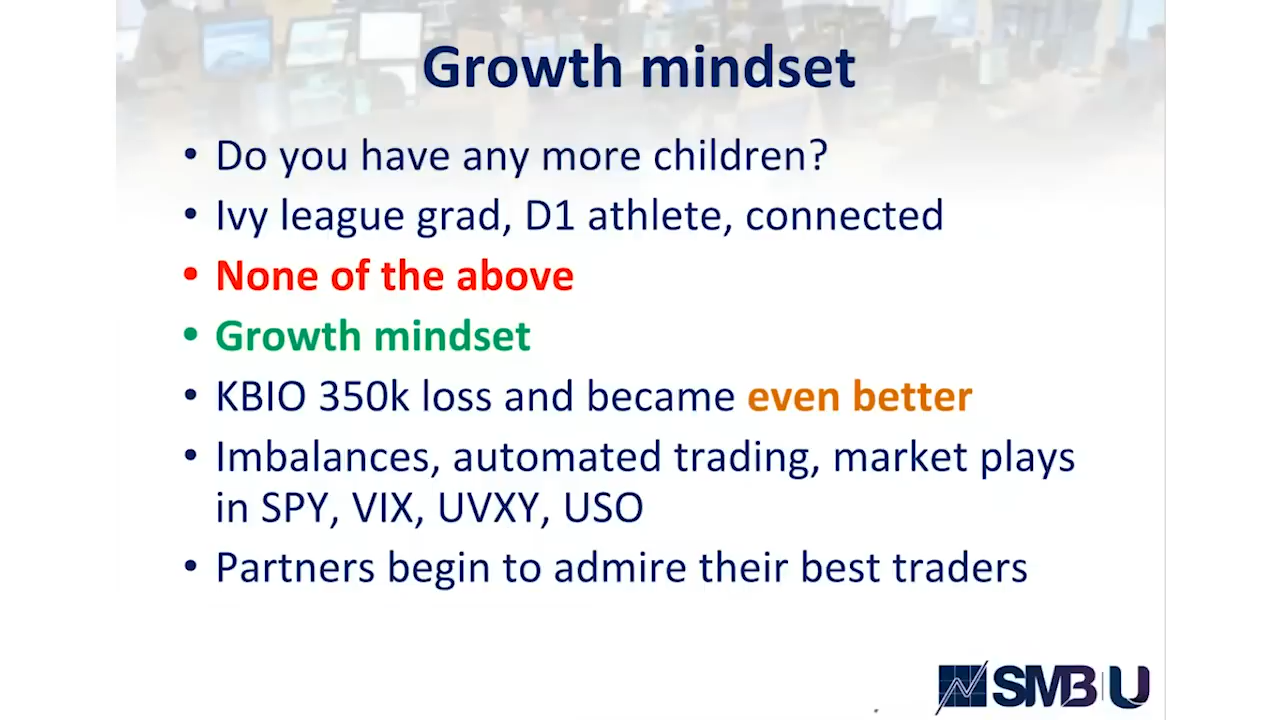 Growth mindset
• Do you have any more children?
• Ivy league grad, D1 athlete, connected
• None of the above
• Growth mindset
• KBIO 350k loss and became even better
• Imbalances, automated trading, market plays
in SPY, VIX, UVXY, USO
• Partners begin to admire their best traders
SMB U